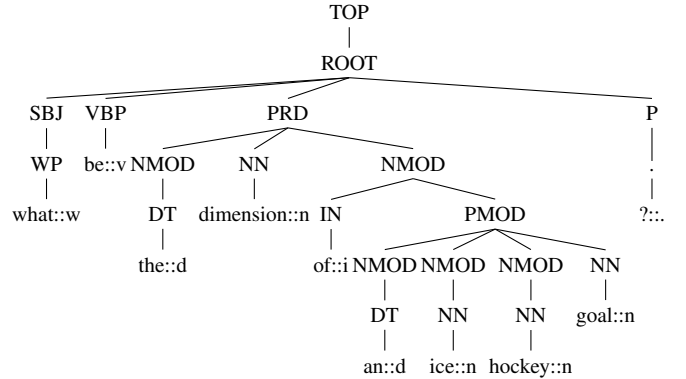 TOP
ROOT
SBJ VBP PRD P
WP be::v NMOD NN NMOD .
what::w DT dimension::n IN PMOD ?::.
the::d of::i NMOD NMOD NMOD NN
DT NN NN goal::n
an::d ice::n hockey::n